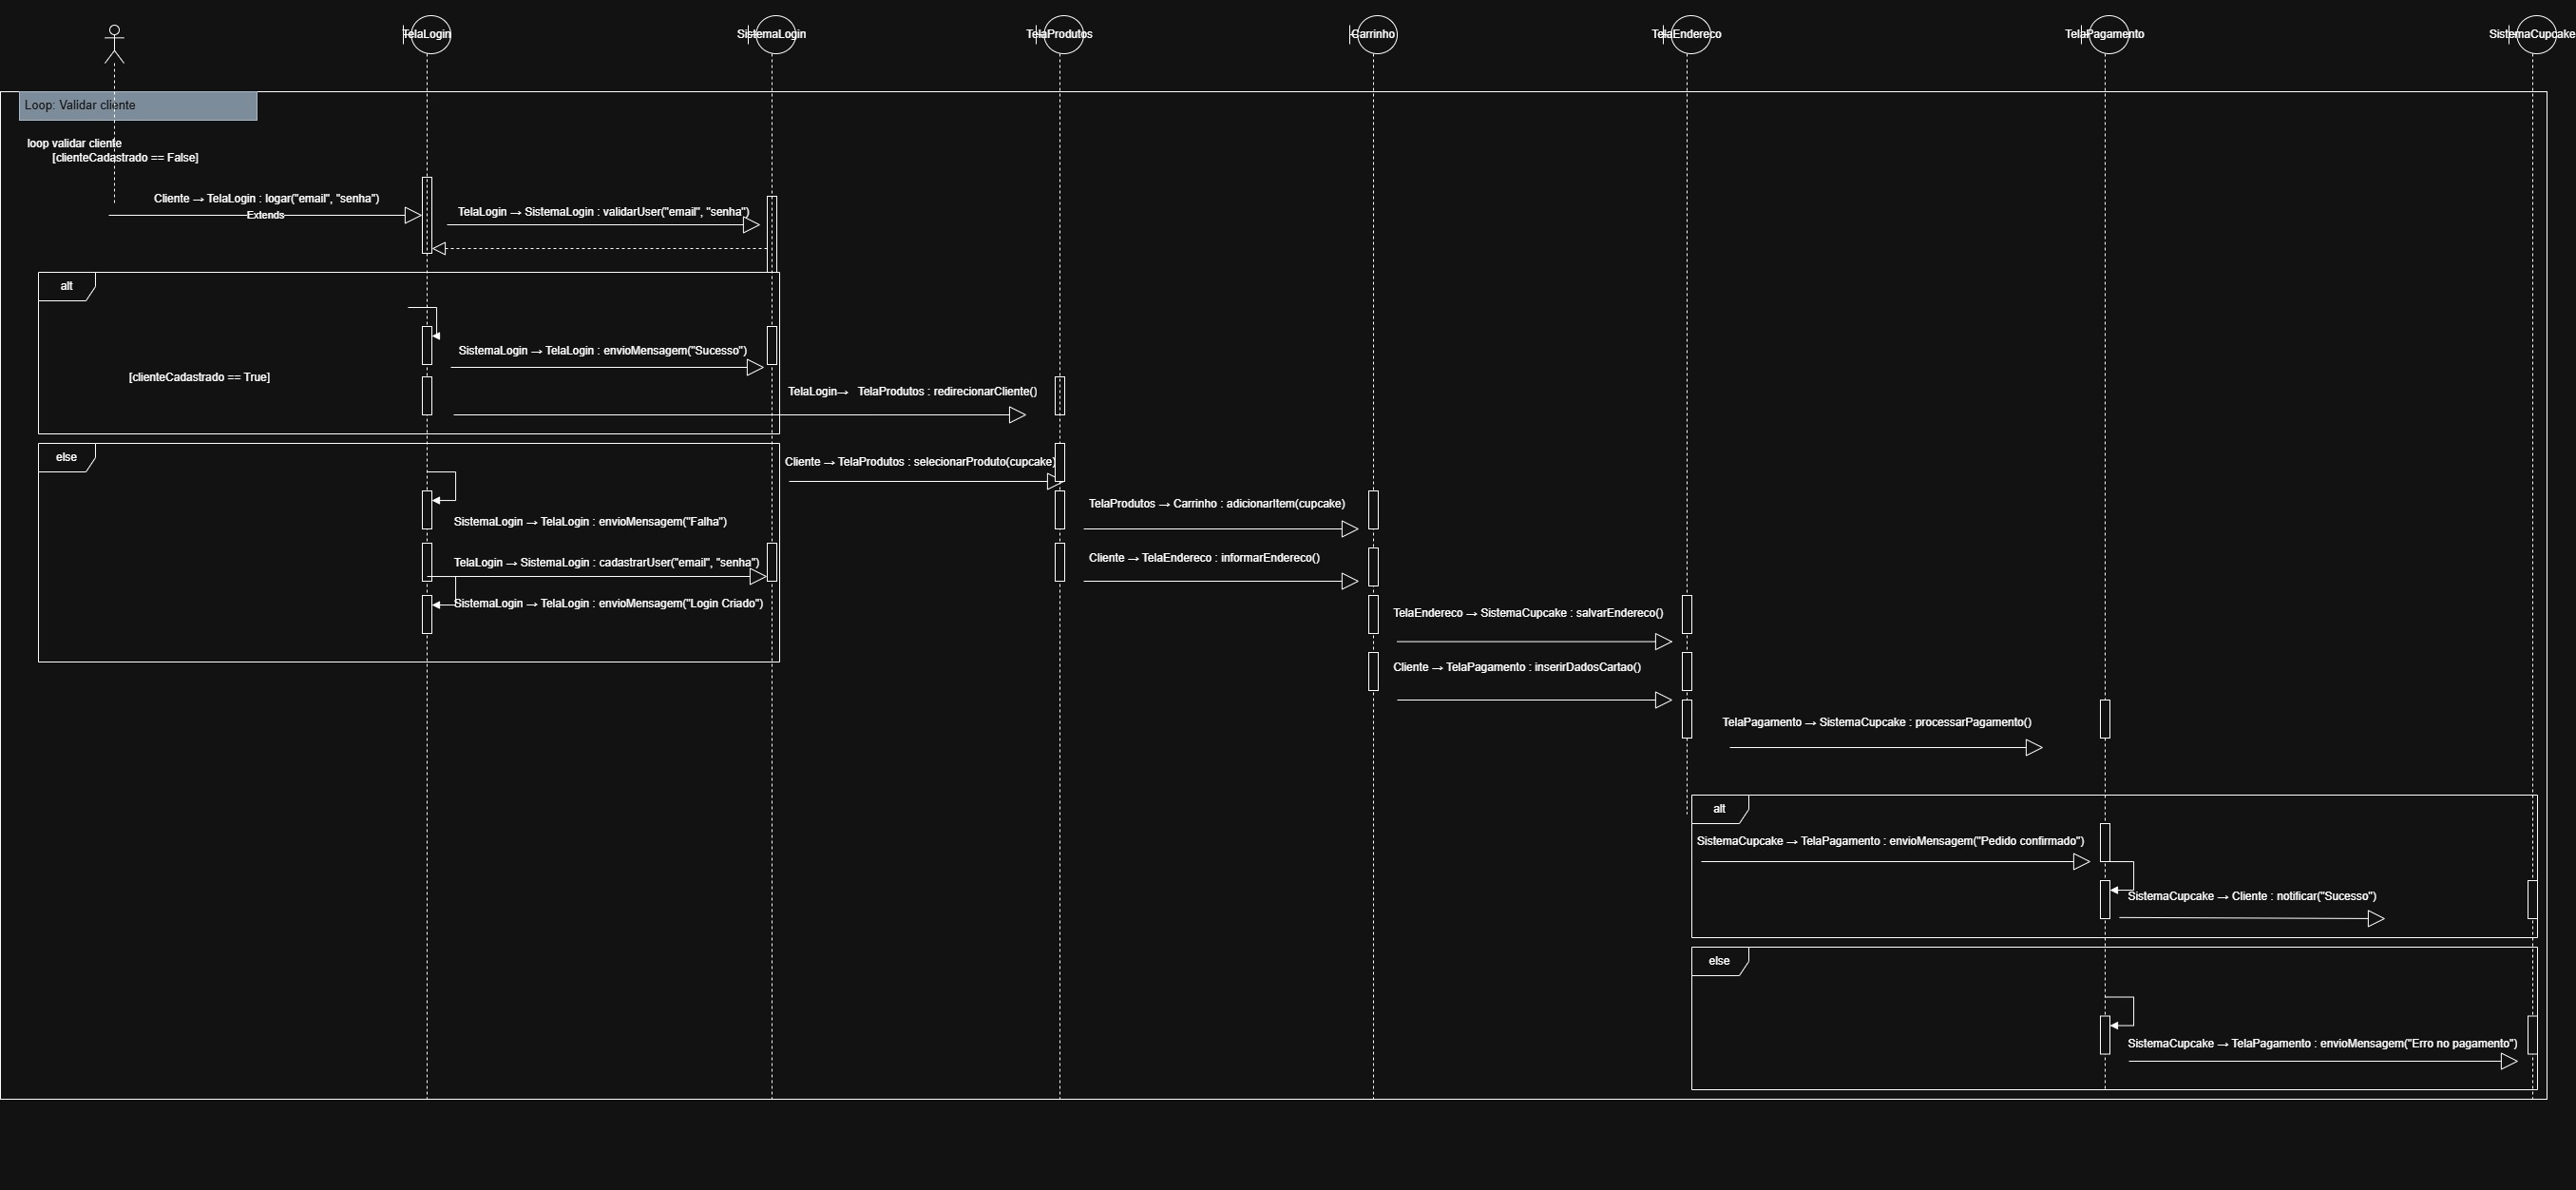 TelaLogin
SistemaLogin
TelaProdutos
Carrinho
TelaEndereco
TelaPagamento
SistemaCupcake
Loop: Validar cliente
loop validar cliente
[clienteCadastrado == False]
Cliente → TelaLogin : logar("email", "senha")
Extends
TelaLogin → SistemaLogin : validarUser("email", "senha")
alt
SistemaLogin → TelaLogin : envioMensagem("Sucesso")
[clienteCadastrado == True]
TelaLogin→ TelaProdutos : redirecionarCliente()
else
Cliente → TelaProdutos : selecionarProduto(cupcake)
TelaProdutos → Carrinho : adicionarItem(cupcake)
SistemaLogin → TelaLogin : envioMensagem("Falha")
Cliente → TelaEndereco : informarEndereco()
TelaLogin → SistemaLogin : cadastrarUser("email", "senha")
SistemaLogin → TelaLogin : envioMensagem("Login Criado")
TelaEndereco → SistemaCupcake : salvarEndereco()
Cliente → TelaPagamento : inserirDadosCartao()
TelaPagamento → SistemaCupcake : processarPagamento()
alt
SistemaCupcake → TelaPagamento : envioMensagem("Pedido confirmado")
SistemaCupcake → Cliente : notificar("Sucesso")
else
SistemaCupcake → TelaPagamento : envioMensagem("Erro no pagamento")